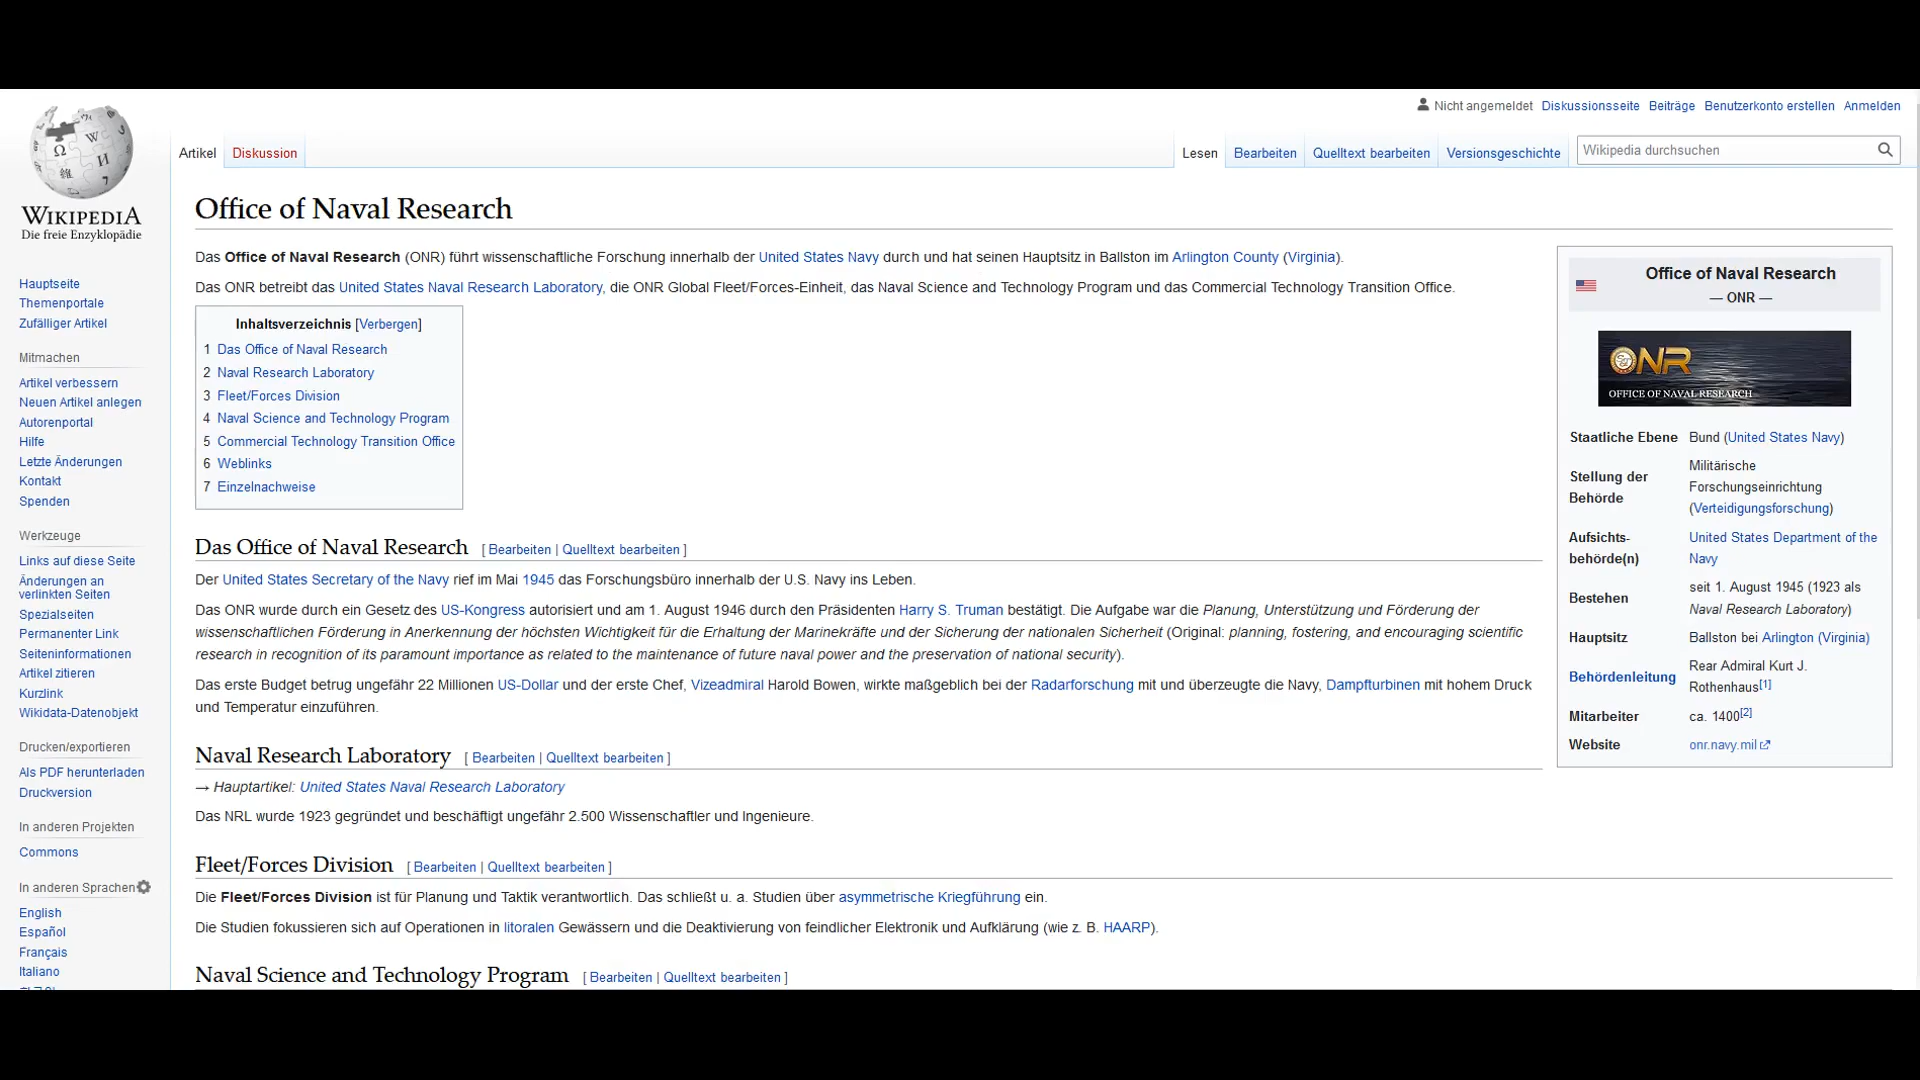 Nicht angemeldet Diskussionsseite Beiträge Benutzerkonto erstellen Anmelden
Artikel Diskussion Lesen Bearbeiten Quelltext bearbeiten Versionsgeschichte Wikipedia durchsuchen
WIKIPEDIA
Die freie Enzyklopädie
Hauptseite
Themenportale
Zufälliger Artikel
Mitmachen
Artikel verbessern
Neuen Artikel anlegen
Autorenportal
Hilfe
Letzte Änderungen
Kontakt
Spenden
Werkzeuge
Links auf diese Seite
Änderungen an
verlinkten Seiten
Spezialseiten
Permanenter Link
Seiteninformationen
Artikel zitieren
Kurzlink
Wikidata-Datenobjekt
Drucken/exportieren
Als PDF herunterladen
Druckversion
In anderen Projekten
Commons
In anderen Sprachen
English
Español
Français
Italiano
Office of Naval Research
Das Office of Naval Research (ONR) führt wissenschaftliche Forschung innerhalb der United States Navy durch und hat seinen Hauptsitz in Ballston im Arlington County (Virginia).
Das ONR betreibt das United States Naval Research Laboratory, die ONR Global Fleet/Forces-Einheit, das Naval Science and Technology Program und das Commercial Technology Transition Office.
Inhaltsverzeichnis [Verbergen]
1 Das Office of Naval Research
2 Naval Research Laboratory
3 Fleet/Forces Division
4 Naval Science and Technology Program
5 Commercial Technology Transition Office
6 Weblinks
7 Einzelnachweise
Das Office of Naval Research [ Bearbeiten | Quelltext bearbeiten ]
Der United States Secretary of the Navy rief im Mai 1945 das Forschungsbüro innerhalb der U.S. Navy ins Leben.
Das ONR wurde durch ein Gesetz des US-Kongress autorisiert und am 1. August 1946 durch den Präsidenten Harry S. Truman bestätigt. Die Aufgabe war die Planung, Unterstützung und Förderung der
wissenschaftlichen Förderung in Anerkennung der höchsten Wichtigkeit für die Erhaltung der Marinekräfte und der Sicherung der nationalen Sicherheit (Original: planning, fostering, and encouraging scientific
research in recognition of its paramount importance as related to the maintenance of future naval power and the preservation of national security).
Das erste Budget betrug ungefähr 22 Millionen US-Dollar und der erste Chef, Vizeadmiral Harold Bowen, wirkte maßgeblich bei der Radarforschung mit und überzeugte die Navy, Dampfturbinen mit hohem Druck
und Temperatur einzuführen.
Naval Research Laboratory [ Bearbeiten | Quelltext bearbeiten ]
→ Hauptartikel: United States Naval Research Laboratory
Das NRL wurde 1923 gegründet und beschäftigt ungefähr 2.500 Wissenschaftler und Ingenieure.
Fleet/Forces Division [ Bearbeiten | Quelltext bearbeiten ]
Die Fleet/Forces Division ist für Planung und Taktik verantwortlich. Das schließt u. a. Studien über asymmetrische Kriegführung ein.
Die Studien fokussieren sich auf Operationen in litoralen Gewässern und die Deaktivierung von feindlicher Elektronik und Aufklärung (wie z. B. HAARP).
Naval Science and Technology Program [ Bearbeiten | Quelltext bearbeiten ]
Office of Naval Research
— ONR —
ONR
OFFICE OF NAVAL RESEARCH
Staatliche Ebene Bund (United States Navy)
Stellung der Behörde Militärische
Forschungseinrichtung
(Verteidigungsforschung)
Aufsichts-
behörde(n) United States Department of the
Navy
Bestehen seit 1. August 1945 (1923 als
Naval Research Laboratory)
Hauptsitz Ballston bei Arlington (Virginia)
Behördenleitung Rear Admiral Kurt J.
Rothenhaus[1]
Mitarbeiter ca. 1400[2]
Website onr.navy.mil